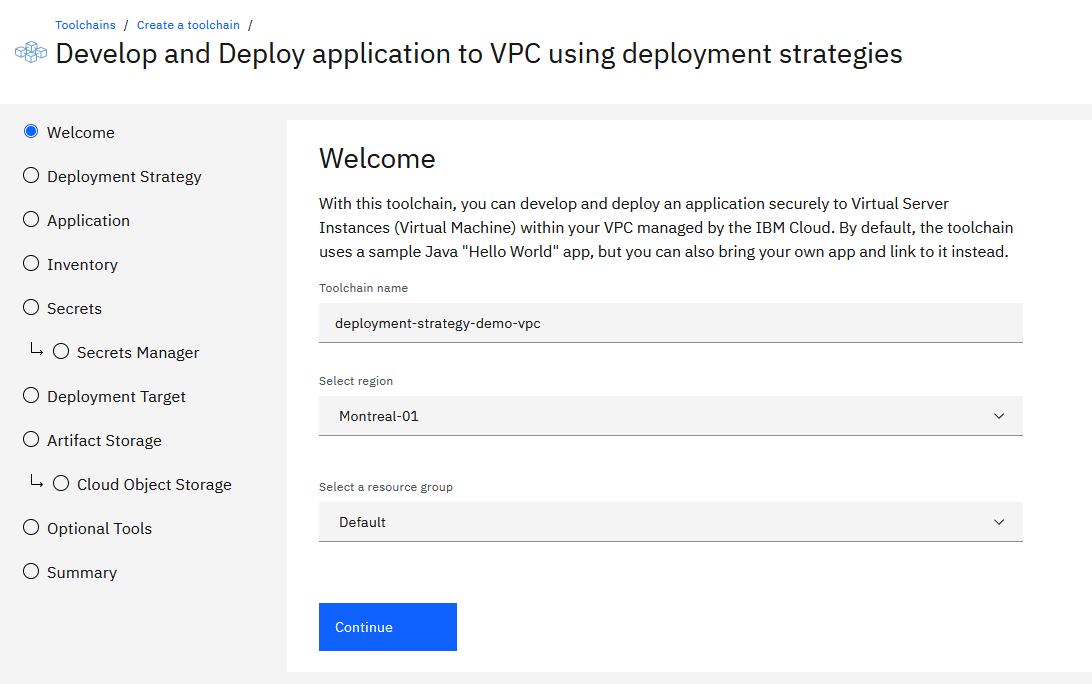 Toolchains / Create a toolchain /
Develop and Deploy application to VPC using deployment strategies
Welcome
Deployment Strategy
Application
Inventory
Secrets
Secrets Manager
Deployment Target
Artifact Storage
Cloud Object Storage
Optional Tools
Summary
Welcome
With this toolchain, you can develop and deploy an application securely to Virtual Server
Instances (Virtual Machine) within your VPC managed by the IBM Cloud. By default, the toolchain
uses a sample Java "Hello World" app, but you can also bring your own app and link to it instead.
Toolchain name
deployment-strategy-demo-vpc
Select region
Montreal-01
Select a resource group
Default
Continue